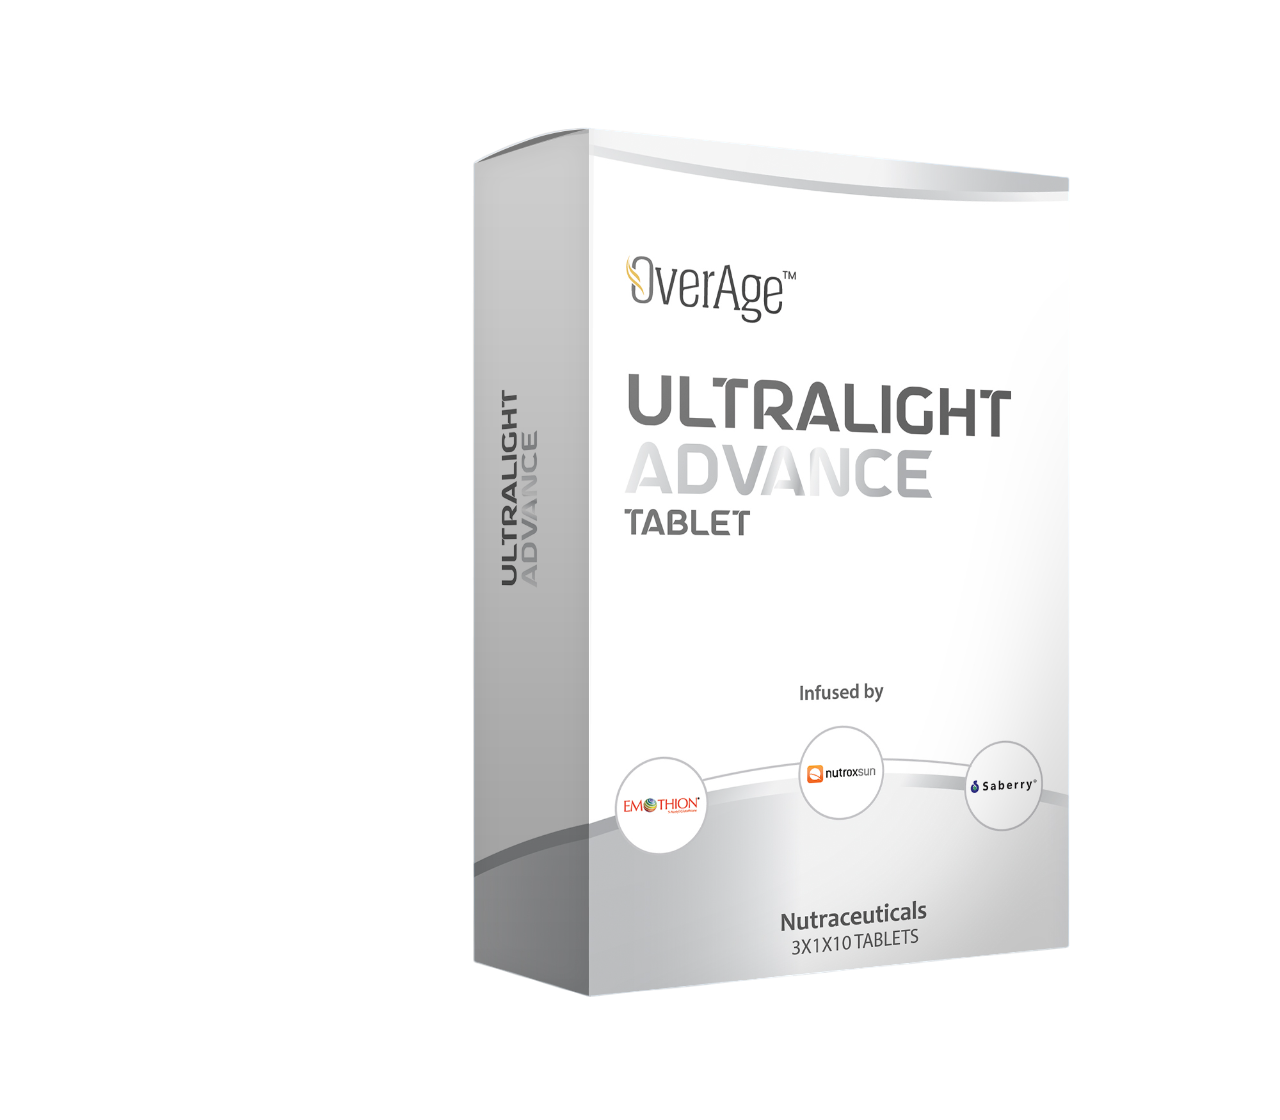 OverAge™
ULTRALIGHT
ADVANCE
TABLET
ULTRALIGHT
ADVANCE
Infused by
EMOTHION®
nutroxsun
Saberry®
Nutraceuticals
3X1X10 TABLETS